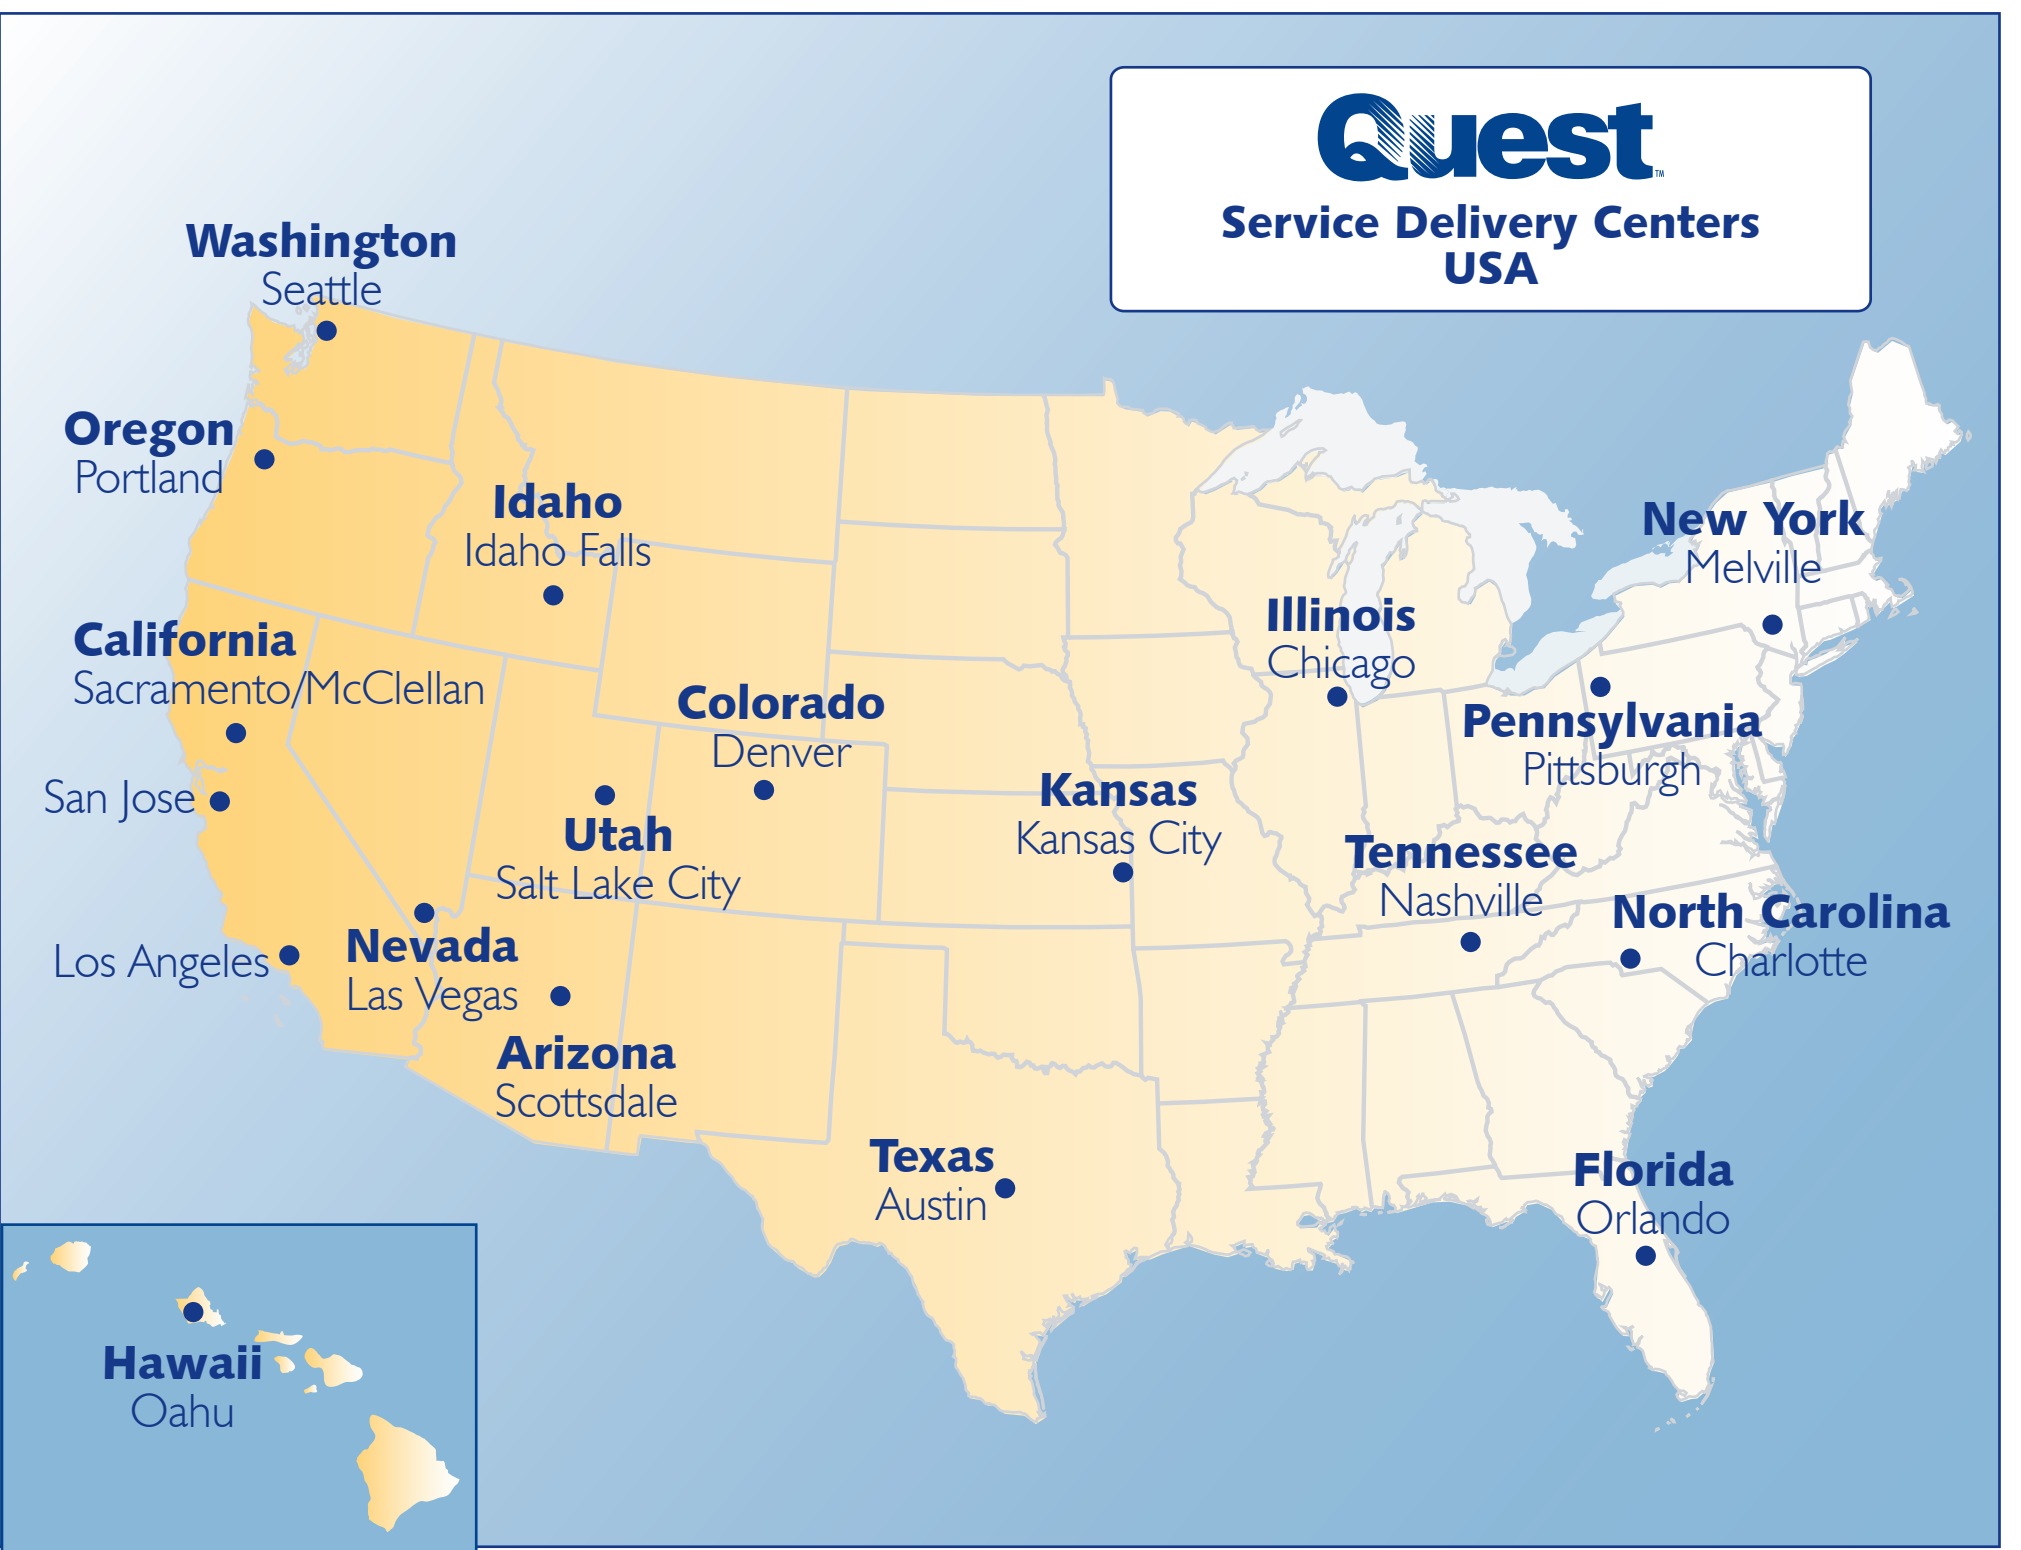 Quest™
Service Delivery Centers
USA
Washington
Seattle
Oregon
Portland
Idaho
Idaho Falls
New York
Melville
California
Sacramento/McClellan
Illinois
Chicago
Colorado
Denver
Pennsylvania
Pittsburgh
San Jose
Kansas
Kansas City
Utah
Salt Lake City
Tennessee
Nashville
North Carolina
Charlotte
Los Angeles
Nevada
Las Vegas
Arizona
Scottsdale
Texas
Austin
Florida
Orlando
Hawaii
Oahu